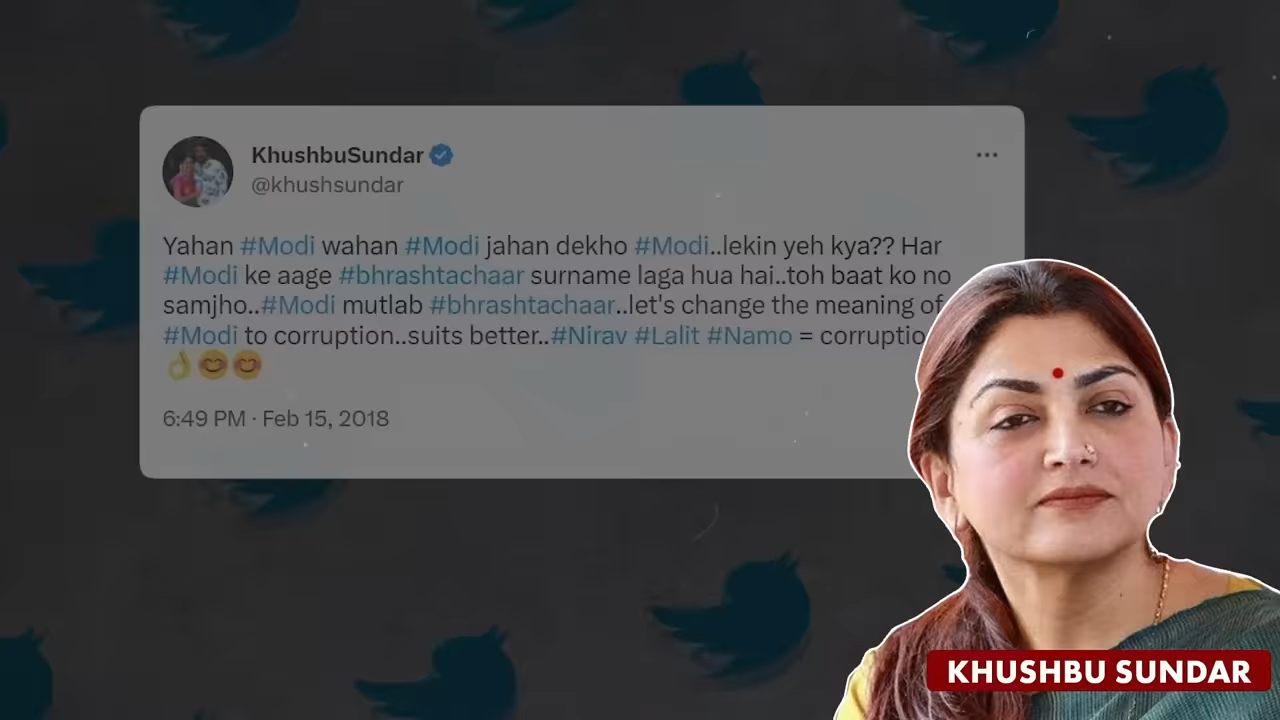 KhushbuSundar
@khushsundar
Yahan #Modi wahan #Modi jahan dekho #Modi..lekin yeh kya?? Har
#Modi ke aage #bhrashtachaar surname laga hua hai..toh baat ko no
samjho..#Modi mutlab #bhrashtachaar..let's change the meaning of
#Modi to corruption..suits better..#Nirav #Lalit #Namo = corruptio
👌😊😊
6:49 PM · Feb 15, 2018
KHUSHBU SUNDAR